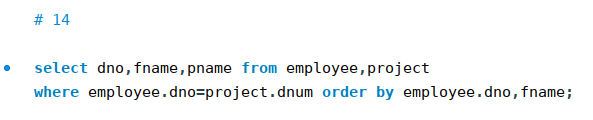 # 14
select dno,fname,pname from employee,project
where employee.dno=project.dnum order by employee.dno,fname;